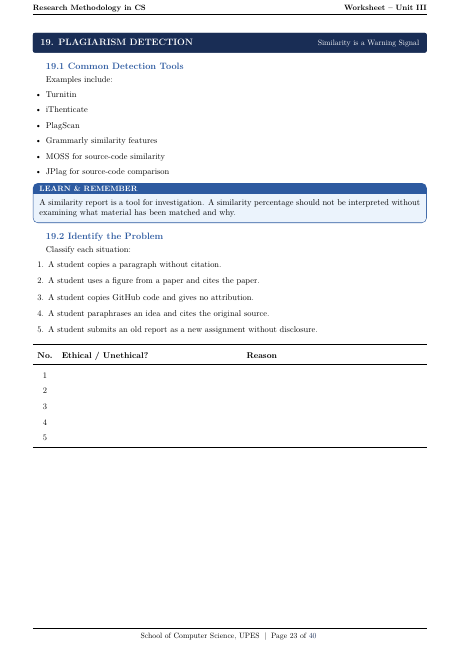 Research Methodology in CS Worksheet – Unit III
19. PLAGIARISM DETECTION Similarity is a Warning Signal
19.1 Common Detection Tools
Examples include:
• Turnitin
• iThenticate
• PlagScan
• Grammarly similarity features
• MOSS for source-code similarity
• JPlag for source-code comparison
LEARN & REMEMBER
A similarity report is a tool for investigation. A similarity percentage should not be interpreted without
examining what material has been matched and why.
19.2 Identify the Problem
Classify each situation:
1. A student copies a paragraph without citation.
2. A student uses a figure from a paper and cites the paper.
3. A student copies GitHub code and gives no attribution.
4. A student paraphrases an idea and cites the original source.
5. A student submits an old report as a new assignment without disclosure.
No. Ethical / Unethical? Reason
1
2
3
4
5
School of Computer Science, UPES | Page 23 of 40